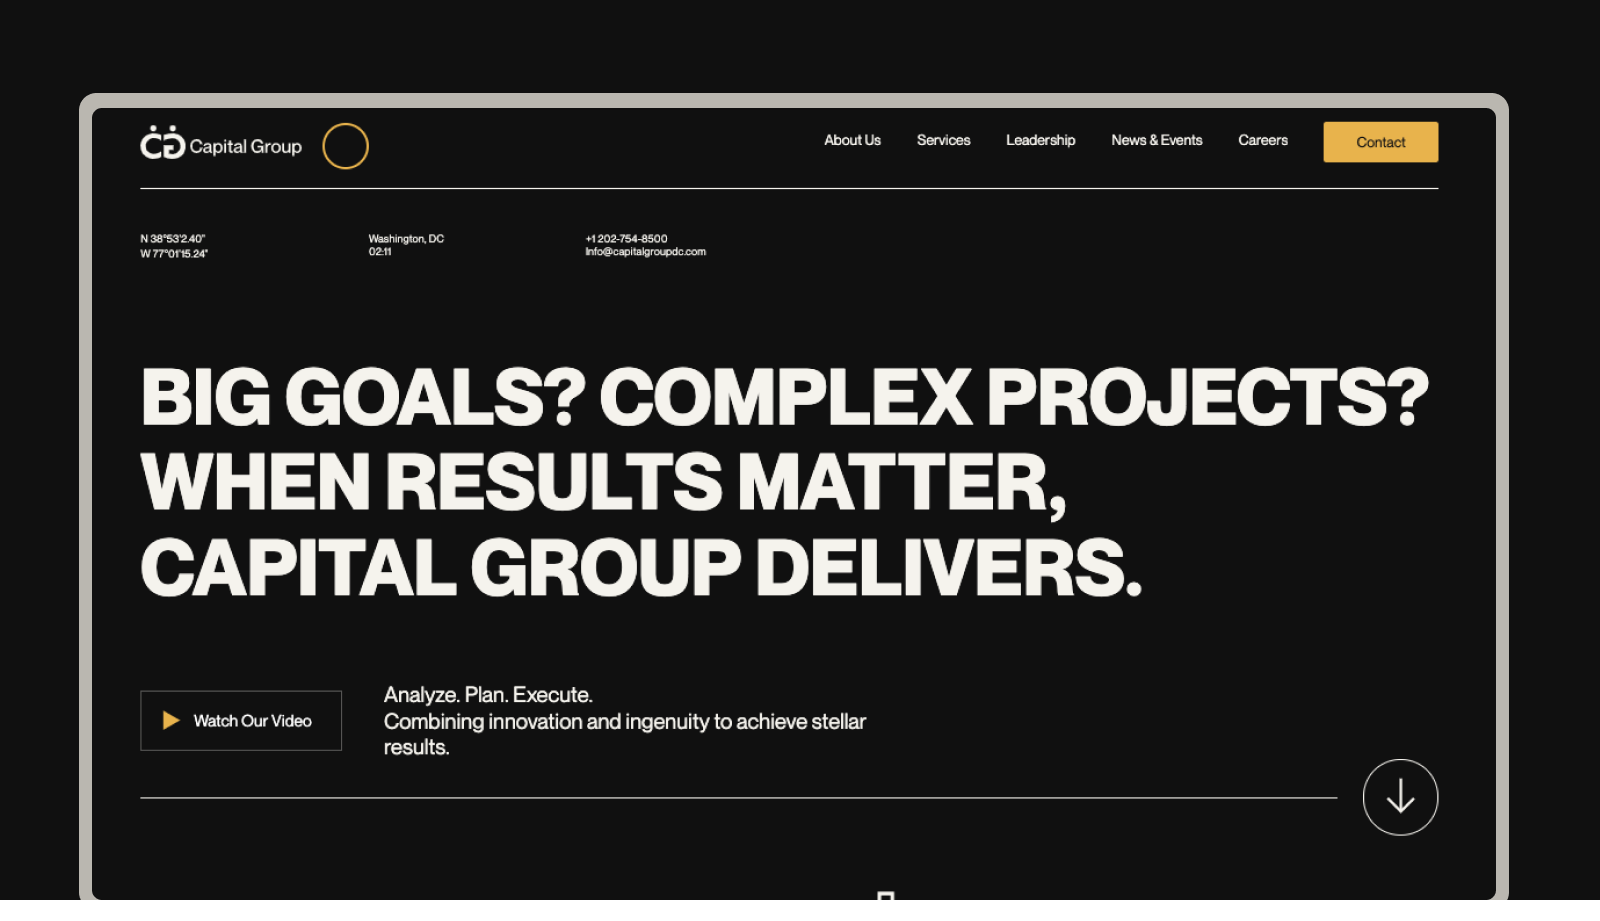 Capital Group
About Us
Services
Leadership
News & Events
Careers
Contact
N 38°53'2.40"
W 77°01'15.24"
Washington, DC
02:11
+1 202-754-8500
Info@capitalgroupdc.com
BIG GOALS? COMPLEX PROJECTS?
WHEN RESULTS MATTER,
CAPITAL GROUP DELIVERS.
Watch Our Video
Analyze. Plan. Execute.
Combining innovation and ingenuity to achieve stellar
results.